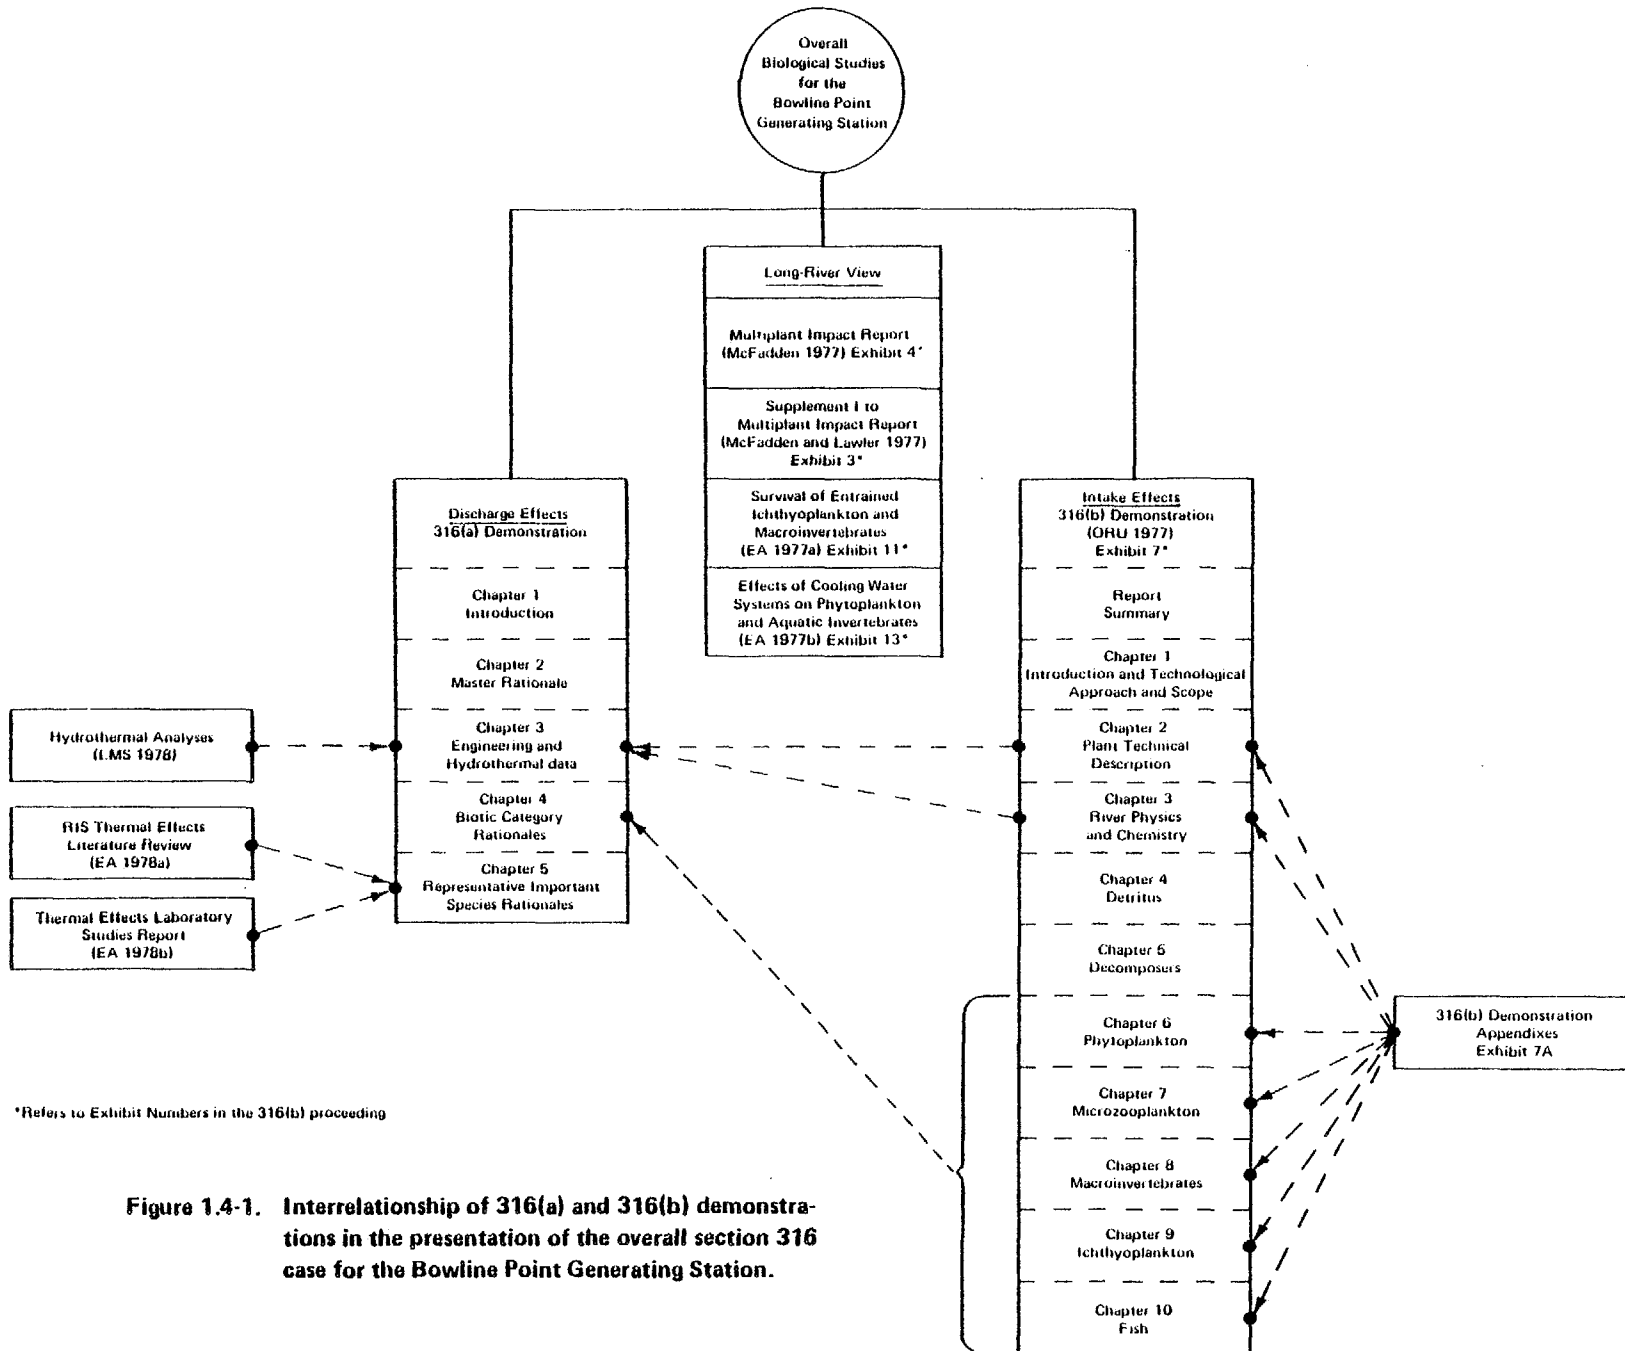 Overall
Biological Studies
for the
Bowline Point
Generating Station
Long-River View
Multiplant Impact Report
(McFadden 1977) Exhibit 4*
Supplement I to
Multiplant Impact Report
(McFadden and Lawler 1977)
Exhibit 3*
Survival of Entrained
Ichthyoplankton and
Macroinvertebrates
(EA 1977a) Exhibit 11*
Effects of Cooling Water
Systems on Phytoplankton
and Aquatic Invertebrates
(EA 1977b) Exhibit 13*
Discharge Effects
316(a) Demonstration
Chapter 1
Introduction
Chapter 2
Master Rationale
Chapter 3
Engineering and
Hydrothermal data
Chapter 4
Biotic Category
Rationales
Chapter 5
Representative Important
Species Rationales
Hydrothermal Analyses
(LMS 1978)
RIS Thermal Effects
Literature Review
(EA 1978a)
Thermal Effects Laboratory
Studies Report
(EA 1978b)
Intake Effects
316(b) Demonstration
(ORU 1977)
Exhibit 7*
Report
Summary
Chapter 1
Introduction and Technological
Approach and Scope
Chapter 2
Plant Technical
Description
Chapter 3
River Physics
and Chemistry
Chapter 4
Detritus
Chapter 5
Decomposers
Chapter 6
Phytoplankton
Chapter 7
Microzooplankton
Chapter 8
Macroinvertebrates
Chapter 9
Ichthyoplankton
Chapter 10
Fish
316(b) Demonstration
Appendixes
Exhibit 7A
*Refers to Exhibit Numbers in the 316(b) proceeding
Figure 1.4-1. Interrelationship of 316(a) and 316(b) demonstra-
tions in the presentation of the overall section 316
case for the Bowline Point Generating Station.